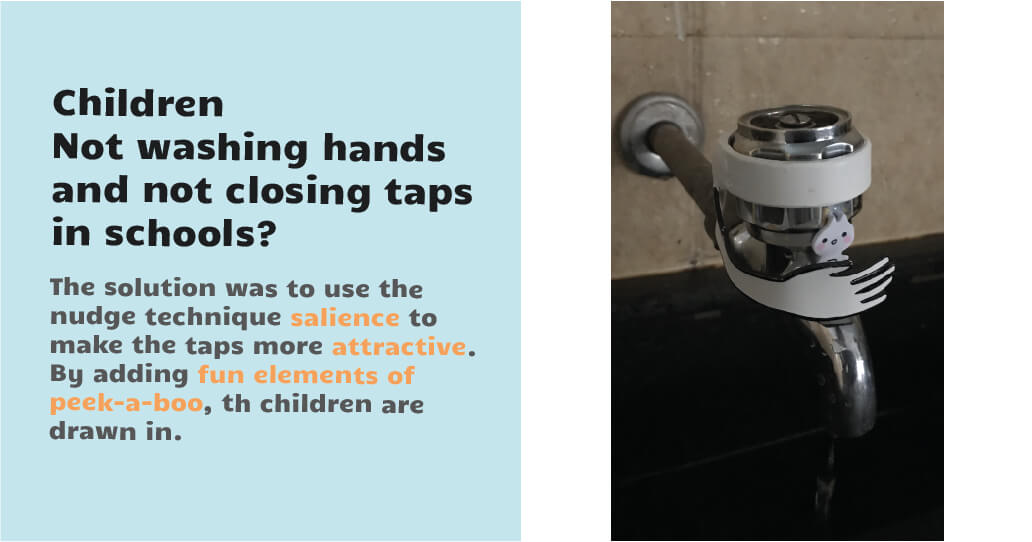 Children
Not washing hands
and not closing taps
in schools?
The solution was to use the
nudge technique salience to
make the taps more attractive.
By adding fun elements of
peek-a-boo, th children are
drawn in.